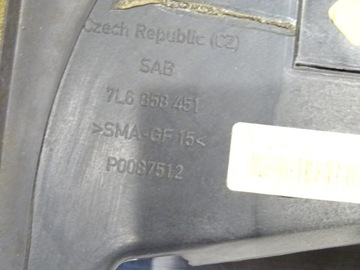 Czech Republic (CZ)
SAB
7L6 858 451
>SMA-GF15<
P0087512